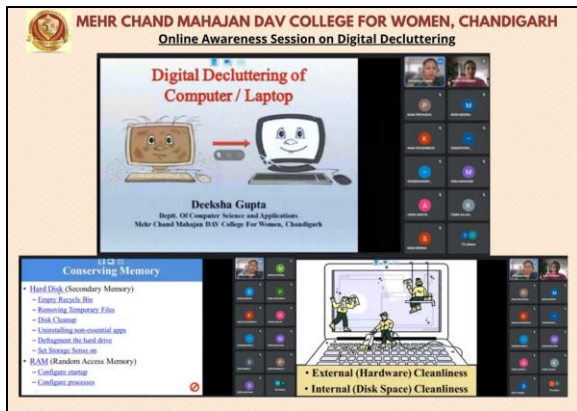 MEHR CHAND MAHAJAN DAV COLLEGE FOR WOMEN, CHANDIGARH
Online Awareness Session on Digital Decluttering
Digital Decluttering of
Computer / Laptop
Deeksha Gupta
Deptt. Of Computer Science and Applications
Mehr Chand Mahajan DAV College For Women, Chandigarh
Conserving Memory
• Hard Disk (Secondary Memory)
– Empty Recycle Bin
– Removing Temporary Files
– Disk Cleanup
– Uninstalling non-essential apps
– Defragment the hard drive
– Set Storage Sense on
• RAM (Random Access Memory)
– Configure startup
– Configure processes
• External (Hardware) Cleanliness
• Internal (Disk Space) Cleanliness